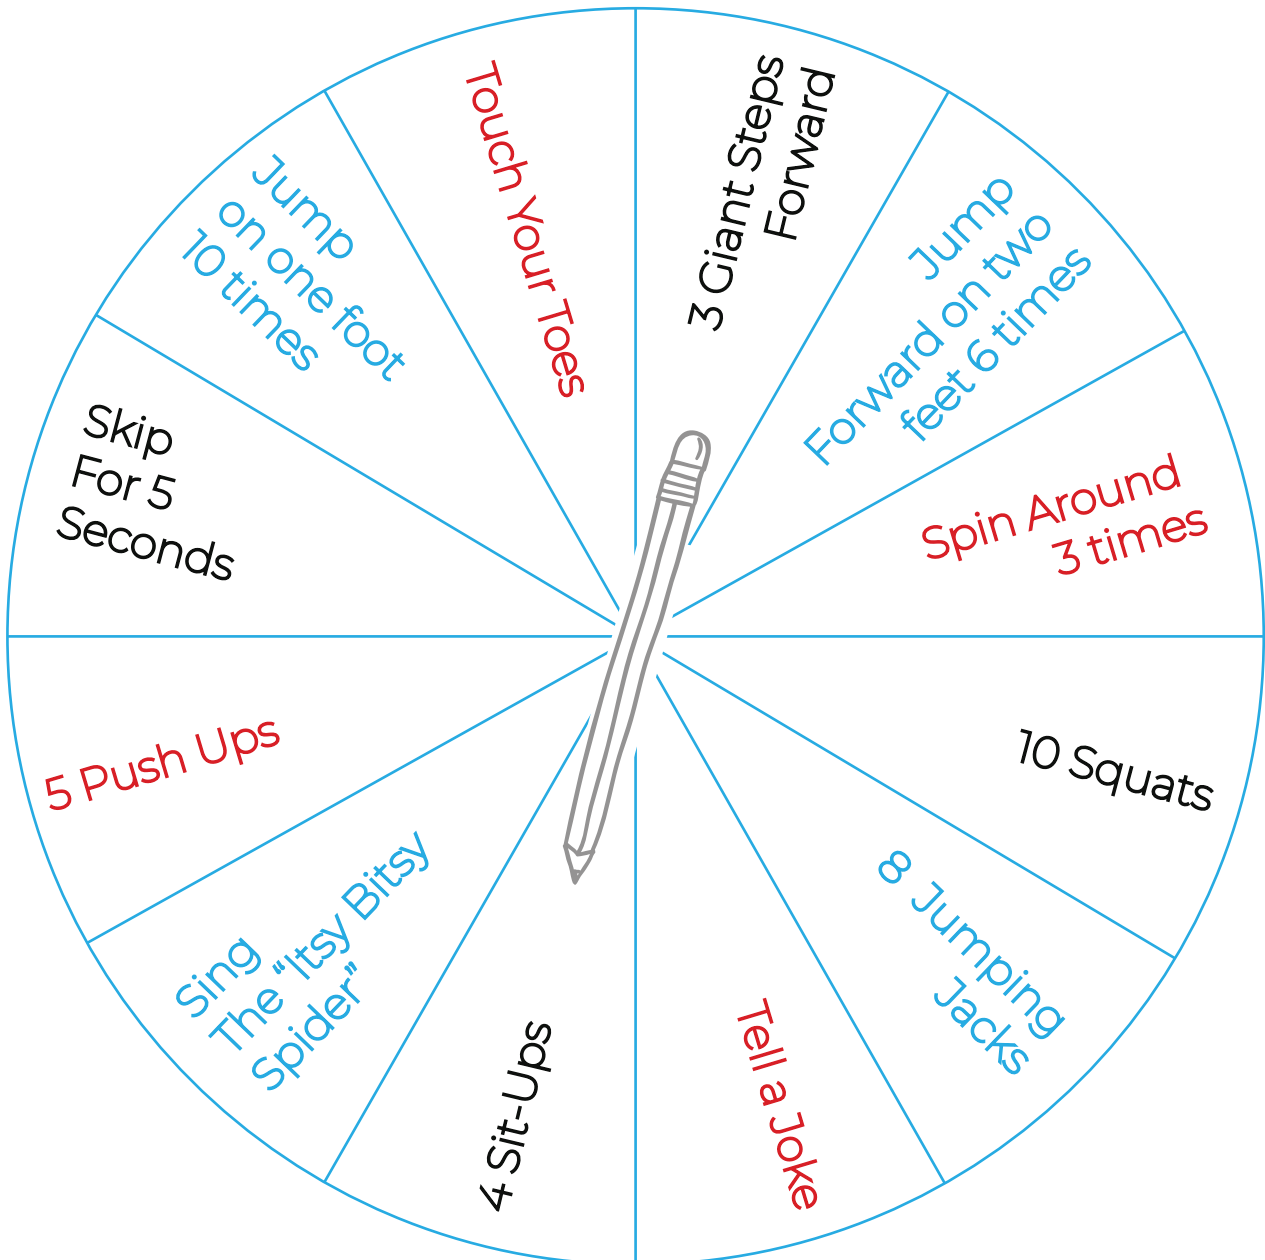 3 Giant Steps
Forward
Jump
Forward on two
feet 6 times
Spin Around
3 times
10 Squats
8 Jumping
Jacks
Tell a Joke
4 Sit-Ups
Sing
The “Itsy Bitsy
Spider”
5 Push Ups
Skip
For 5
Seconds
Jump
on one foot
10 times
Touch Your Toes